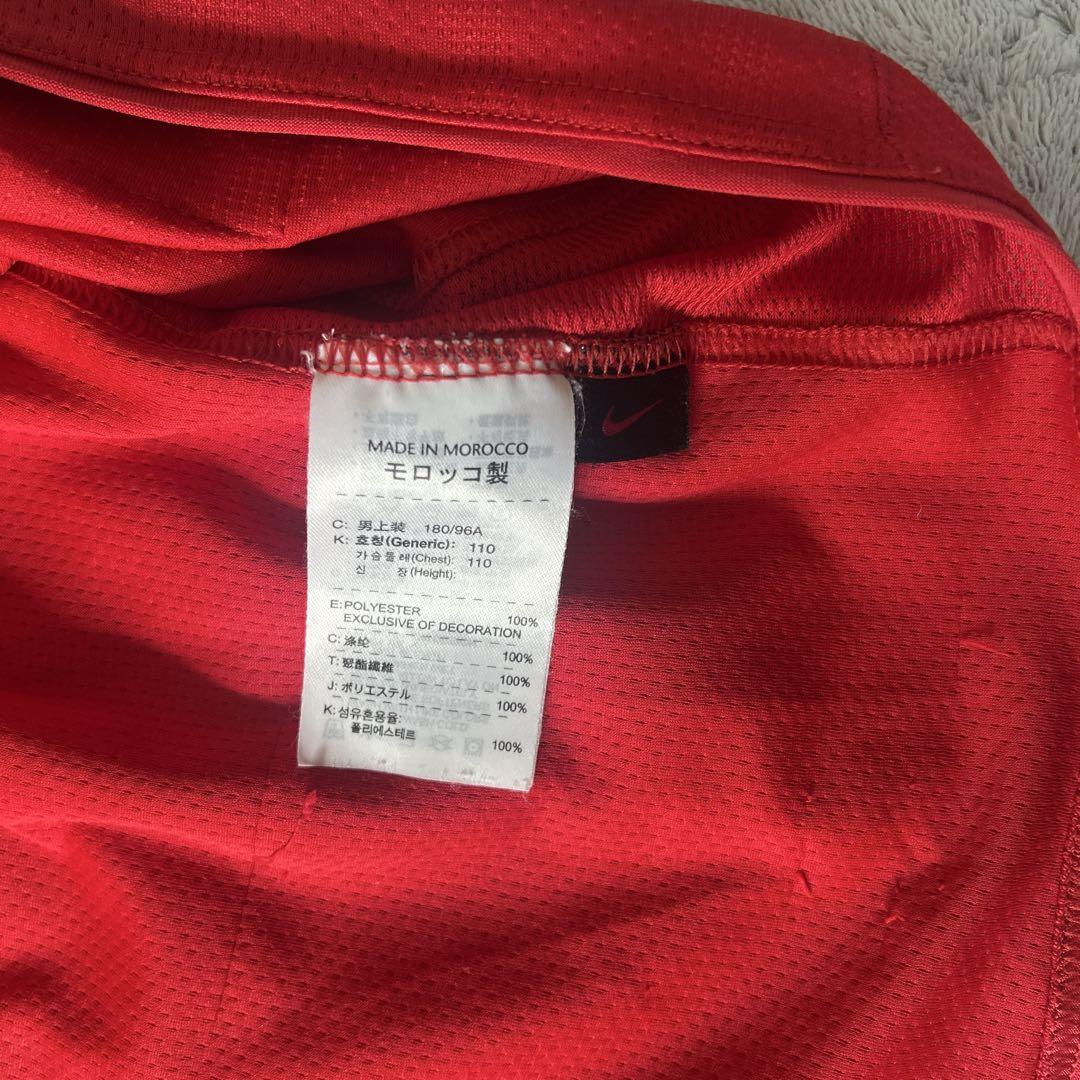 MADE IN MOROCCO
モロッコ製
C: 男上装 180/96A
K: 호칭(Generic): 110
가슴둘레(Chest): 110
신 장(Height):
E: POLYESTER 100%
EXCLUSIVE OF DECORATION
C: 涤纶 100%
T: 聚酯纖維 100%
J: ポリエステル 100%
K: 섬유혼용율:
폴리에스테르 100%